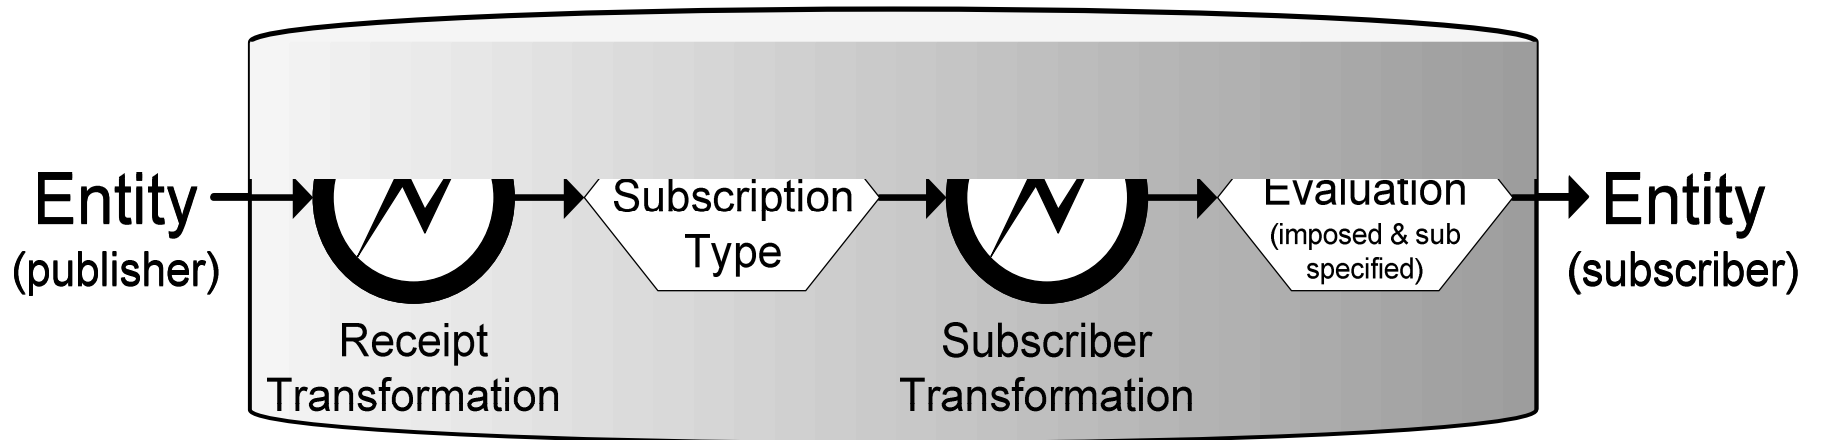 Entity
(publisher)
Receipt
Transformation
Subscription
Type
Subscriber
Transformation
Evaluation
(imposed & sub
specified)
Entity
(subscriber)